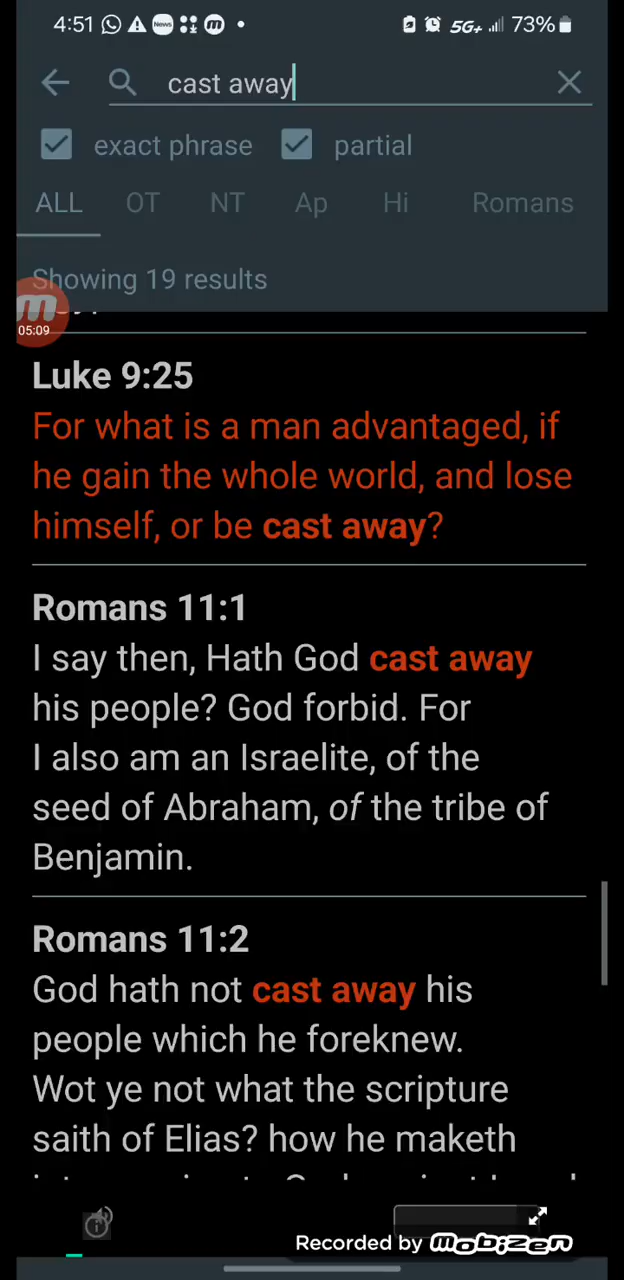 4:51 News m 5G+ 73%
cast away
exact phrase partial
ALL OT NT Ap Hi Romans
Showing 19 results
m
05:09
Luke 9:25
For what is a man advantaged, if
he gain the whole world, and lose
himself, or be cast away?
Romans 11:1
I say then, Hath God cast away
his people? God forbid. For
I also am an Israelite, of the
seed of Abraham, of the tribe of
Benjamin.
Romans 11:2
God hath not cast away his
people which he foreknew.
Wot ye not what the scripture
saith of Elias? how he maketh
Recorded by mobizen